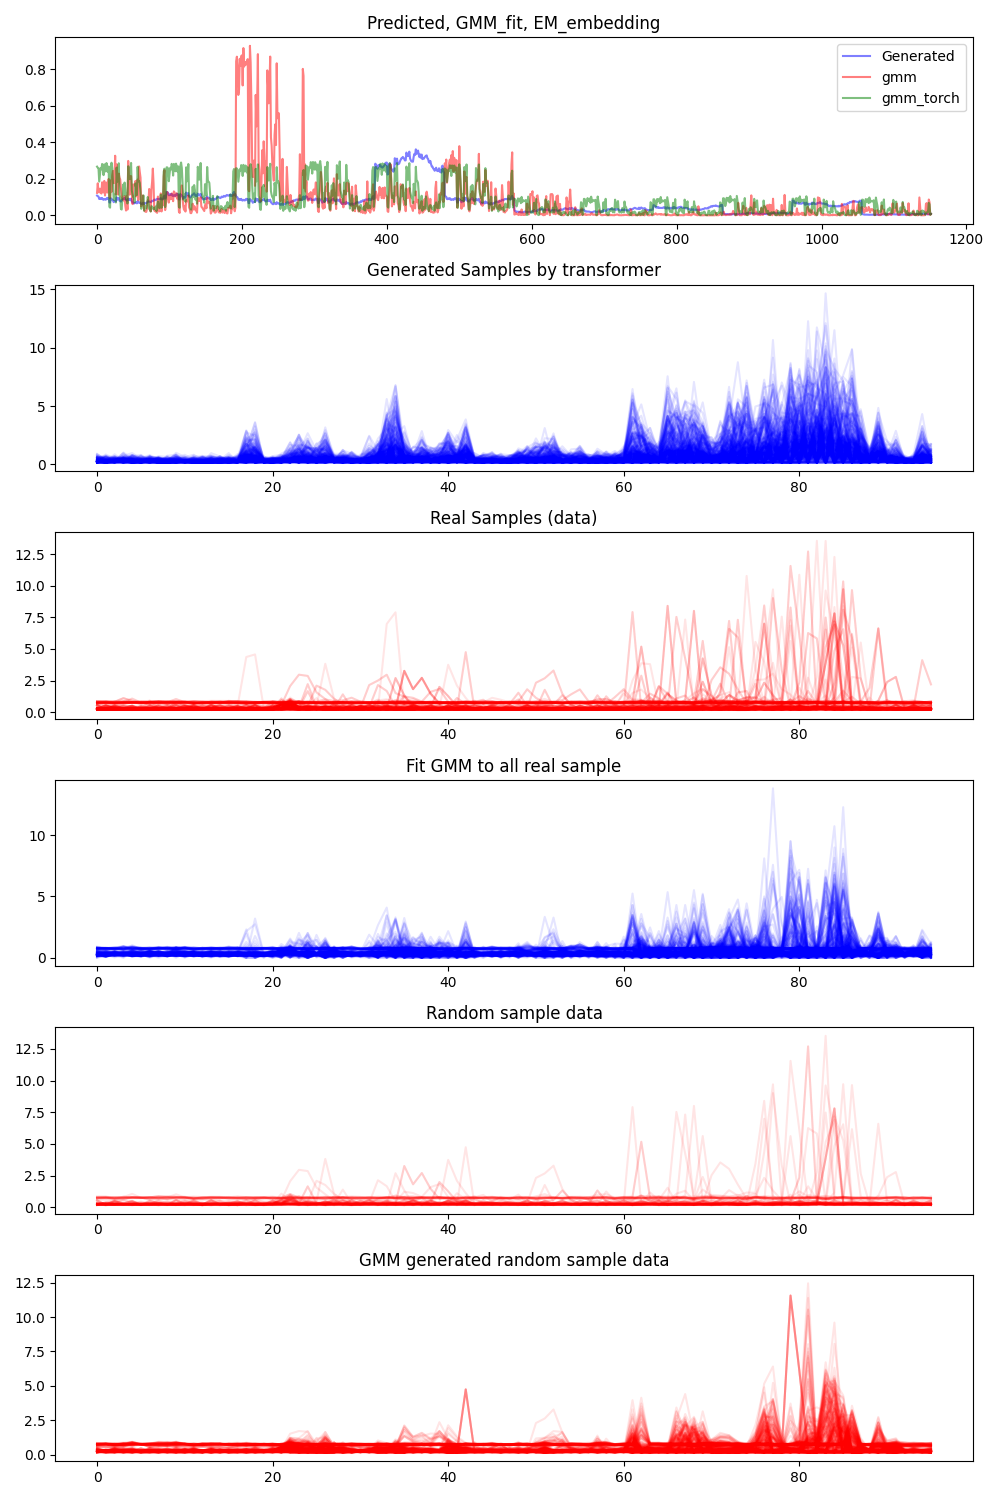 Predicted, GMM_fit, EM_embedding
0.8
0.6
0.4
0.2
0.0
Generated
gmm
gmm_torch
0 200 400 600 800 1000 1200
Generated Samples by transformer
15
10
5
0
0 20 40 60 80
Real Samples (data)
12.5
10.0
7.5
5.0
2.5
0.0
0 20 40 60 80
Fit GMM to all real sample
10
5
0
0 20 40 60 80
Random sample data
12.5
10.0
7.5
5.0
2.5
0.0
0 20 40 60 80
GMM generated random sample data
12.5
10.0
7.5
5.0
2.5
0.0
0 20 40 60 80